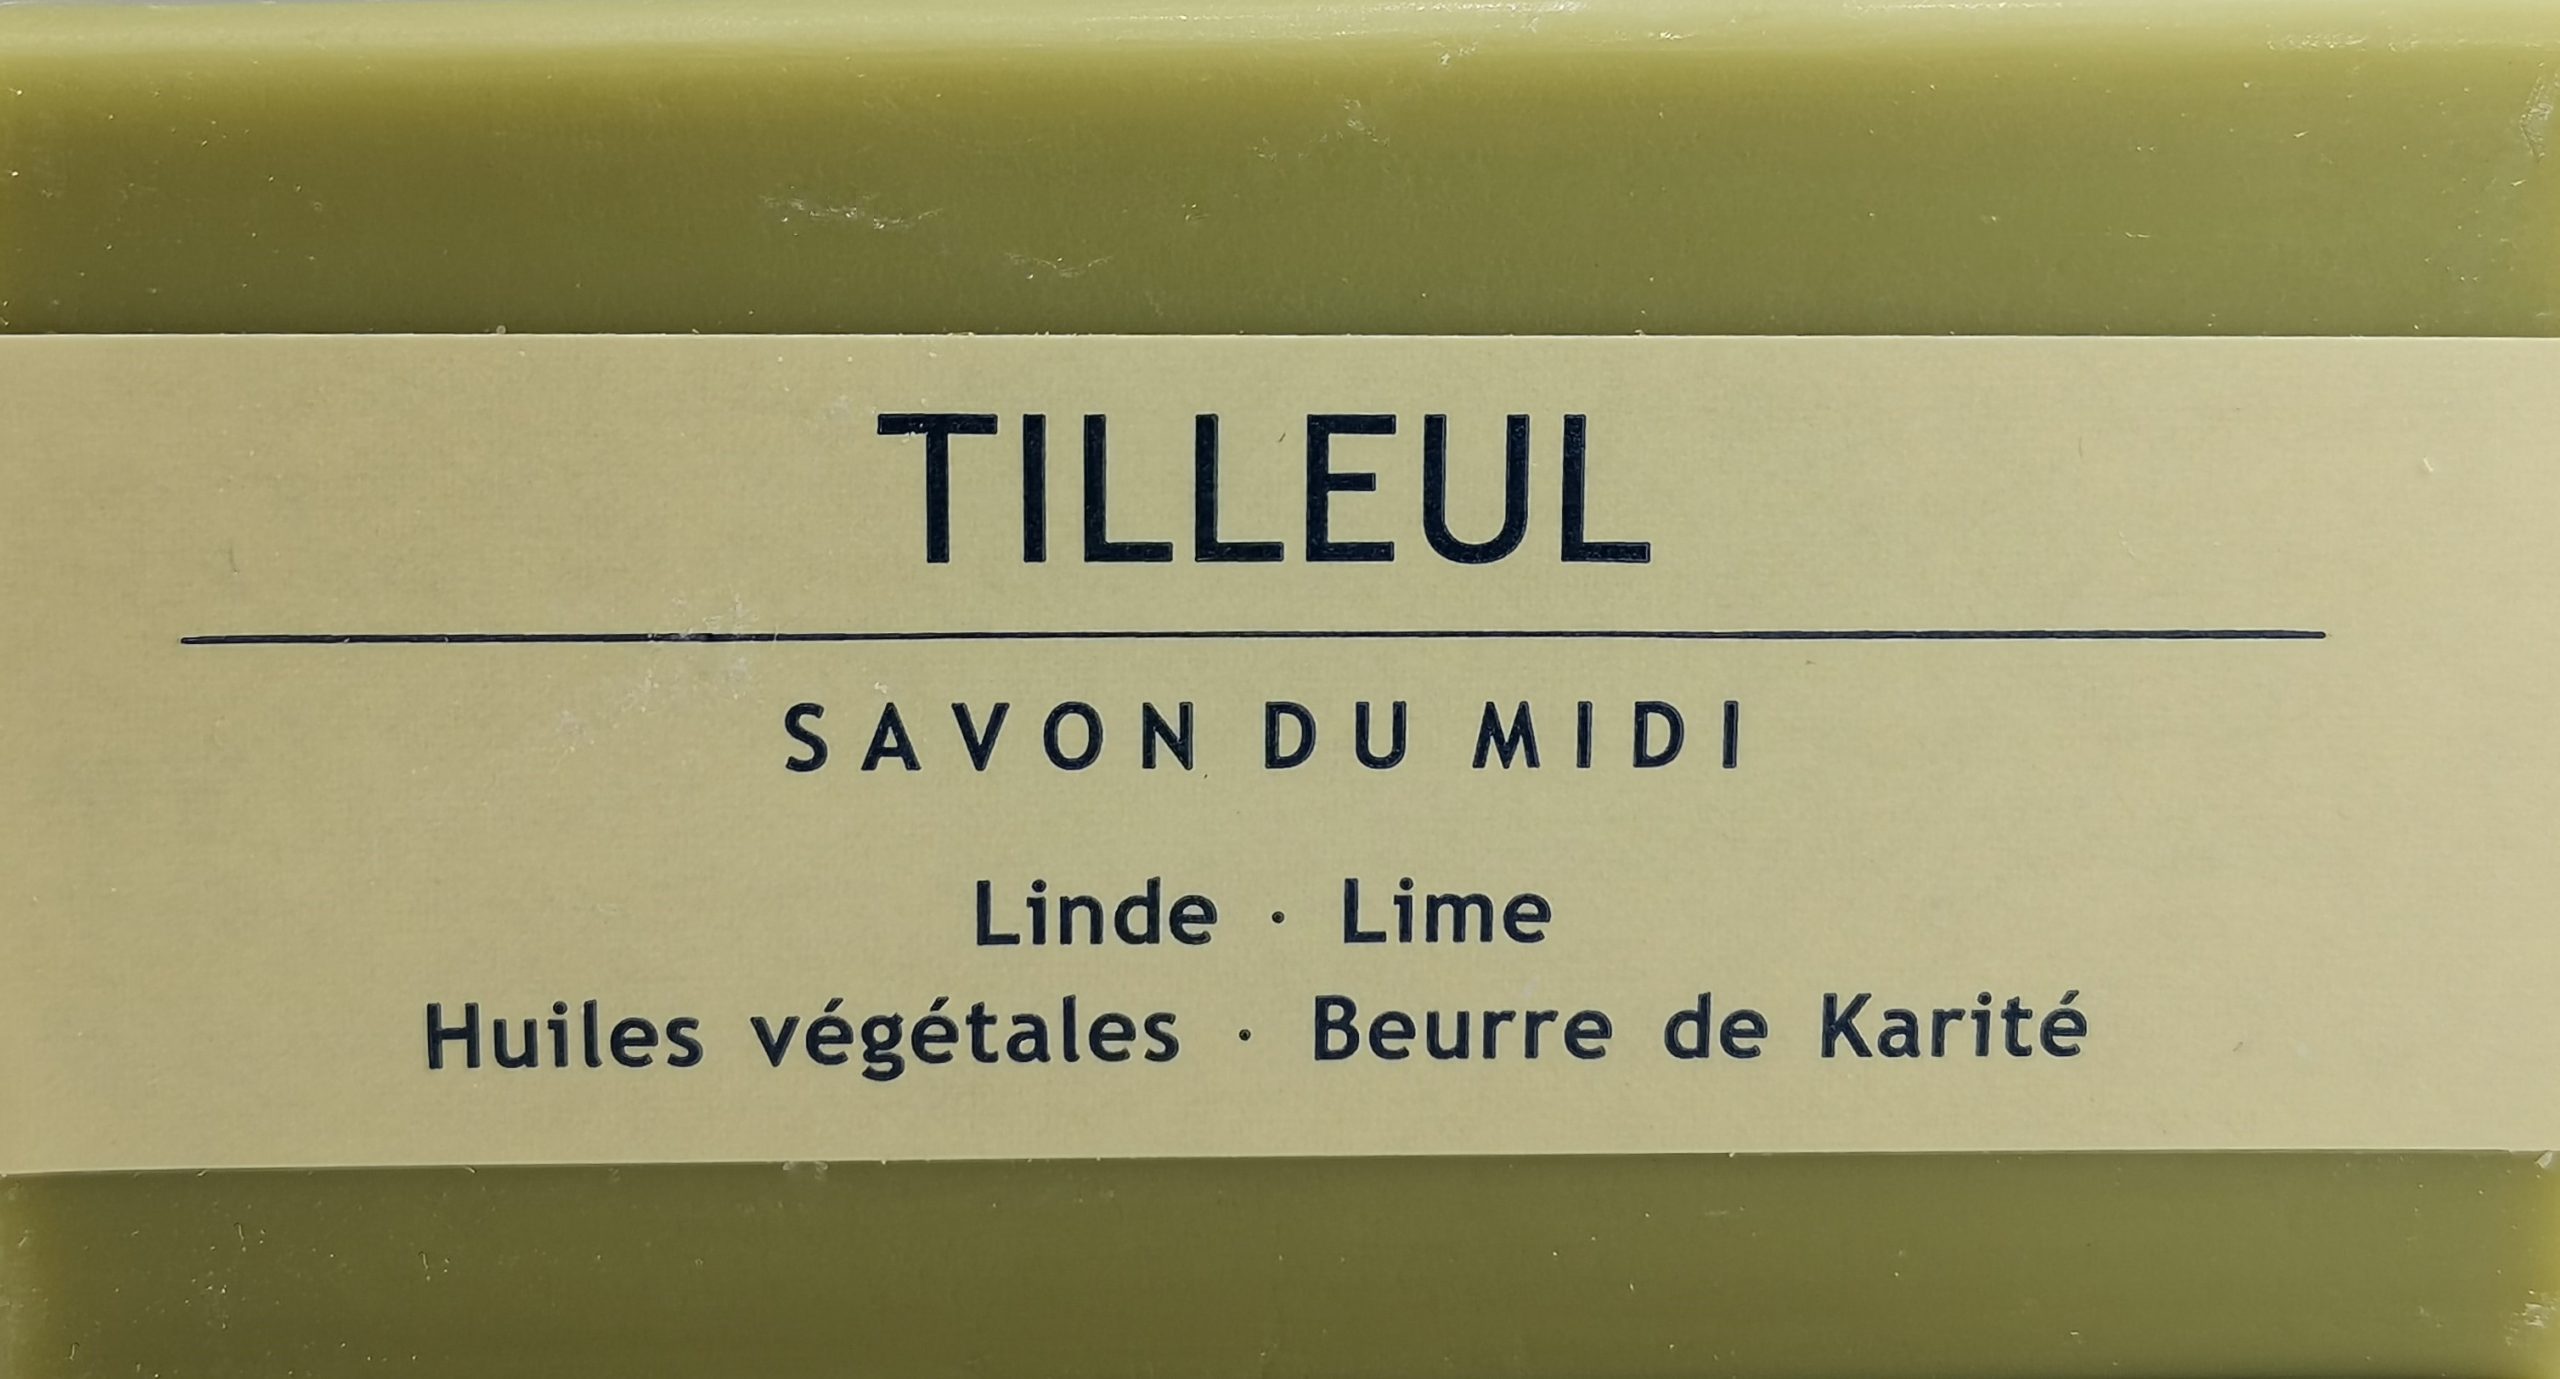 TILLEUL
SAVON DU MIDI
Linde · Lime
Huiles végétales · Beurre de Karité